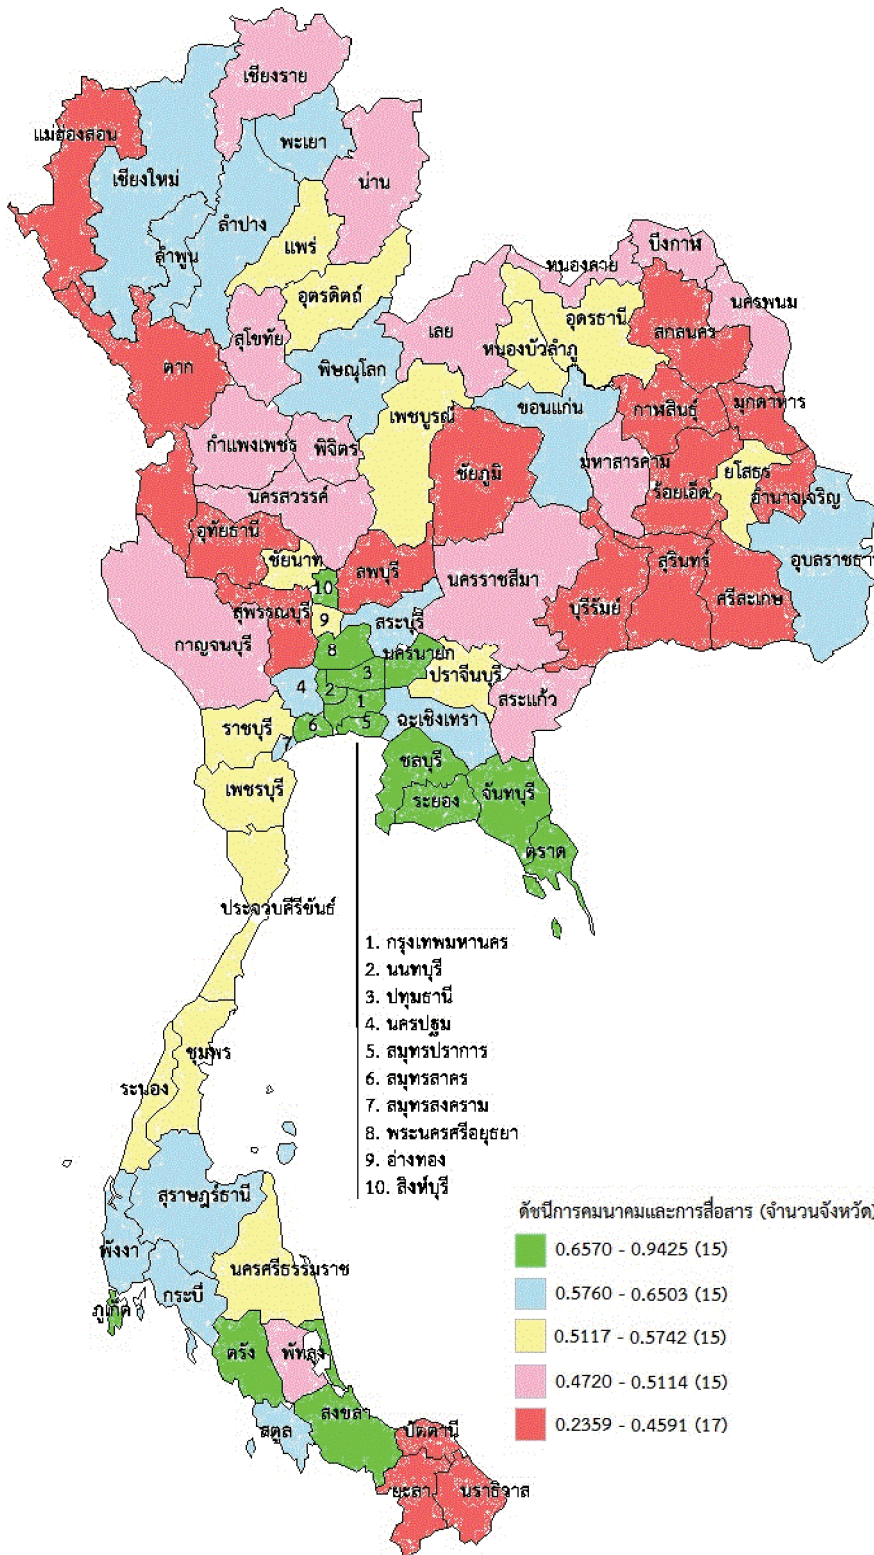 เชียงราย
แม่ฮ่องสอน
พะเยา
เชียงใหม่
น่าน
ลำปาง
แพร่
ลำพูน
บึงกาฬ
หนองคาย
อุตรดิตถ์
นครพนม
อุดรธานี
สุโขทัย
เลย
สกลนคร
หนองบัวลำภู
ตาก
พิษณุโลก
มุกดาหาร
ขอนแก่น
กาฬสินธุ์
เพชบูรณ์
กำแพงเพชร
พิจิตร
มหาสารคาม
ชัยภูมิ
ยโสธร
นครสวรรค์
ร้อยเอ็ด
อำนาจเจริญ
อุทัยธานี
ชัยนาท
ลพบุรี
อุบลราชธา
สุรินทร์
นครราชสีมา
10
ศรีสะเกษ
บุรีรัมย์
สุพรรณบุรี
9
สระบุรี
กาญจนบุรี
8
นครนายก
3
ปราจีนบุรี
4
2
1
สระแก้ว
ราชบุรี
6
5
ฉะเชิงเทรา
7
ชลบุรี
เพชรบุรี
ระยอง
จันทบุรี
ตราด
ประจวบคีรีขันธ์
1. กรุงเทพมหานคร
2. นนทบุรี
3. ปทุมธานี
4. นครปฐม
5. สมุทรปราการ
6. สมุทรสาคร
7. สมุทรสงคราม
8. พระนครศรีอยุธยา
9. อ่างทอง
10. สิงห์บุรี
ชุมพร
ระนอง
สุราษฎร์ธานี
พังงา
นครศรีธรรมราช
กระบี่
ภูเก็ต
ตรัง
พัทลุง
สงขลา
สตูล
ปัตตานี
ยะลา
นราธิวาส
ดัชนีการคมนาคมและการสื่อสาร (จำนวนจังหวัด)
0.6570 - 0.9425 (15)
0.5760 - 0.6503 (15)
0.5117 - 0.5742 (15)
0.4720 - 0.5114 (15)
0.2359 - 0.4591 (17)